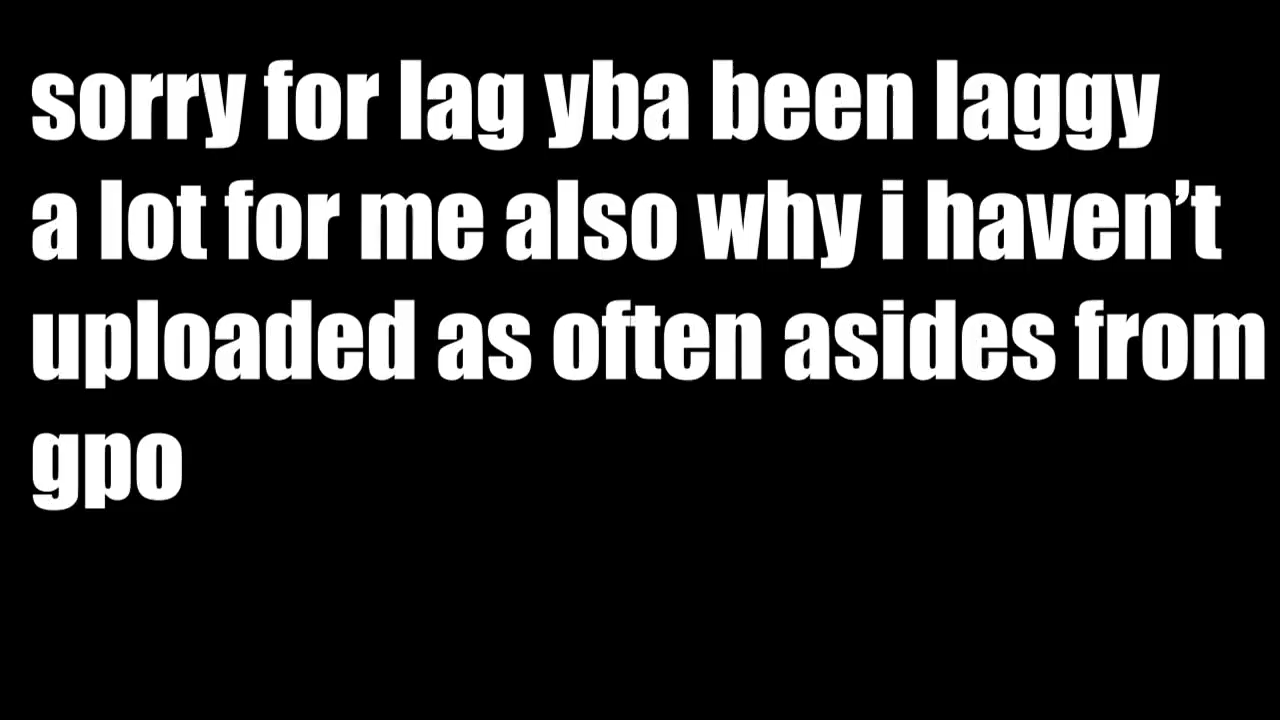 sorry for lag yba been laggy
a lot for me also why i haven’t
uploaded as often asides from
gpo